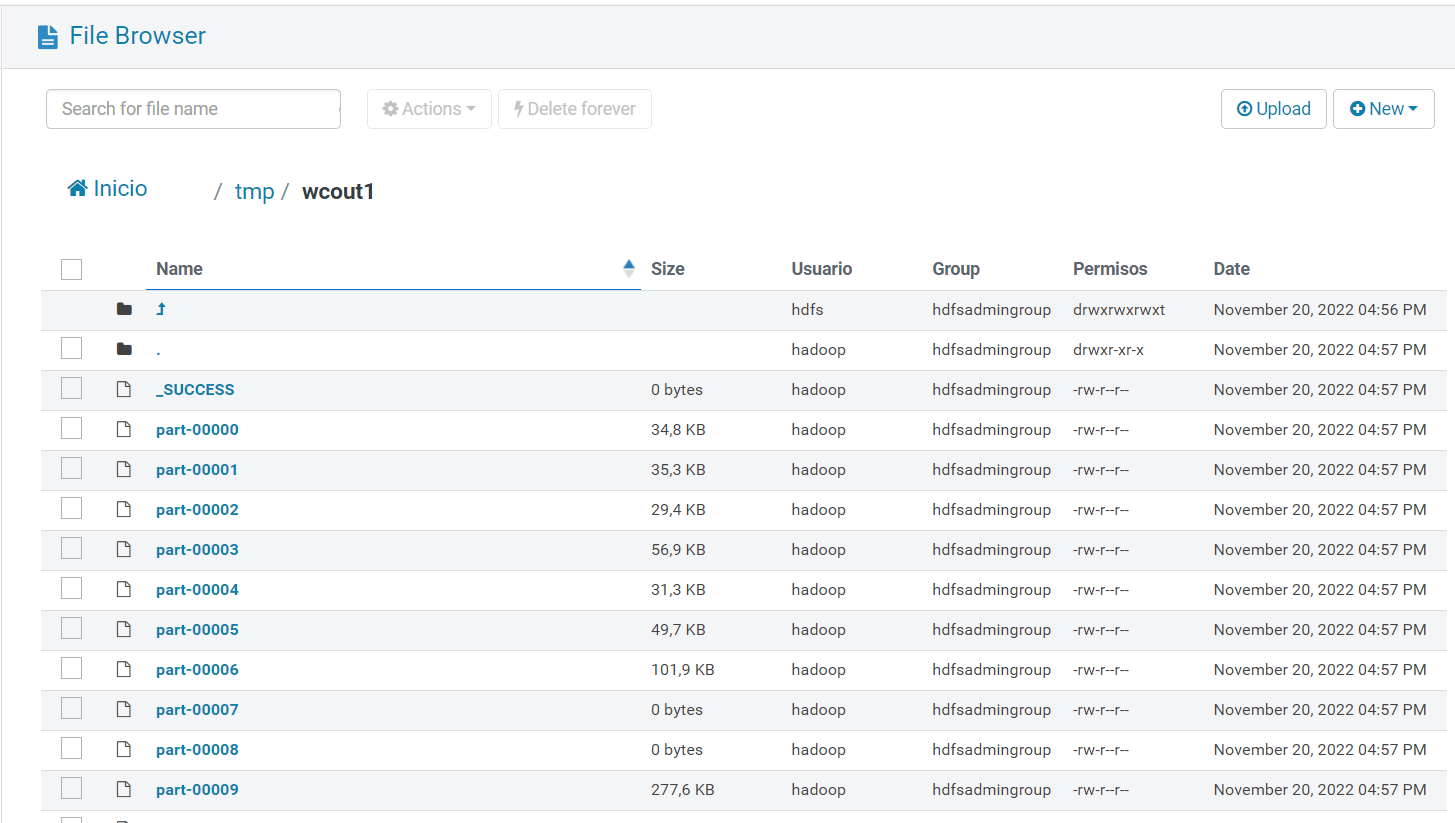 File Browser
Search for file name Actions Delete forever Upload New
Inicio / tmp / wcout1
Name Size Usuario Group Permisos Date
hdfs hdfsadmingroup drwxrwxrwxt November 20, 2022 04:56 PM
. hadoop hdfsadmingroup drwxr-xr-x November 20, 2022 04:57 PM
_SUCCESS 0 bytes hadoop hdfsadmingroup -rw-r--r-- November 20, 2022 04:57 PM
part-00000 34,8 KB hadoop hdfsadmingroup -rw-r--r-- November 20, 2022 04:57 PM
part-00001 35,3 KB hadoop hdfsadmingroup -rw-r--r-- November 20, 2022 04:57 PM
part-00002 29,4 KB hadoop hdfsadmingroup -rw-r--r-- November 20, 2022 04:57 PM
part-00003 56,9 KB hadoop hdfsadmingroup -rw-r--r-- November 20, 2022 04:57 PM
part-00004 31,3 KB hadoop hdfsadmingroup -rw-r--r-- November 20, 2022 04:57 PM
part-00005 49,7 KB hadoop hdfsadmingroup -rw-r--r-- November 20, 2022 04:57 PM
part-00006 101,9 KB hadoop hdfsadmingroup -rw-r--r-- November 20, 2022 04:57 PM
part-00007 0 bytes hadoop hdfsadmingroup -rw-r--r-- November 20, 2022 04:57 PM
part-00008 0 bytes hadoop hdfsadmingroup -rw-r--r-- November 20, 2022 04:57 PM
part-00009 277,6 KB hadoop hdfsadmingroup -rw-r--r-- November 20, 2022 04:57 PM